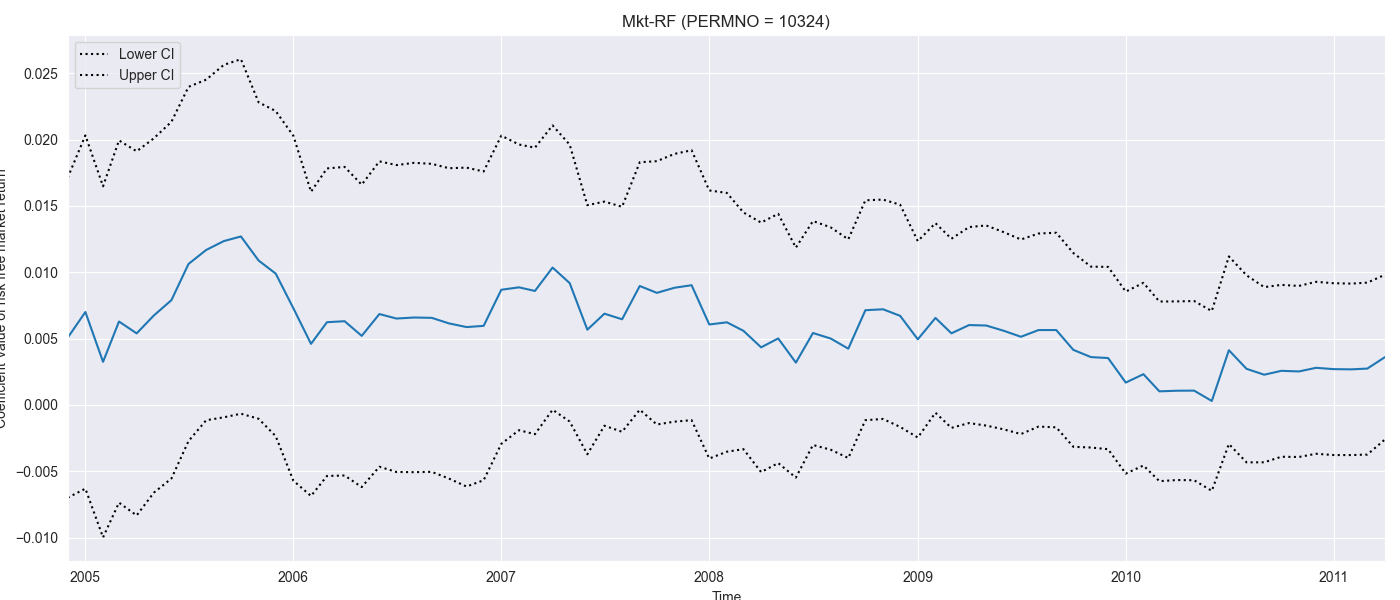 Mkt-RF (PERMNO = 10324)
Lower CI
Upper CI
0.025
0.020
0.015
0.010
0.005
0.000
−0.005
−0.010
Coefficient value of risk free market return
2005 2006 2007 2008 2009 2010 2011
Time